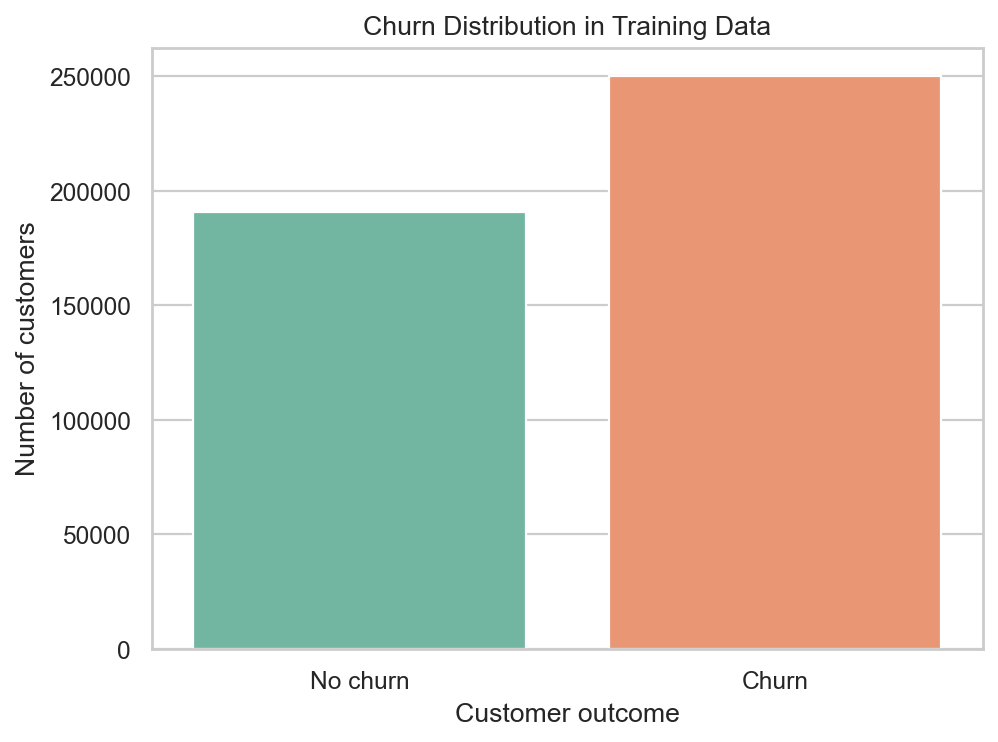 Churn Distribution in Training Data
Number of customers
250000
200000
150000
100000
50000
0
No churn
Churn
Customer outcome